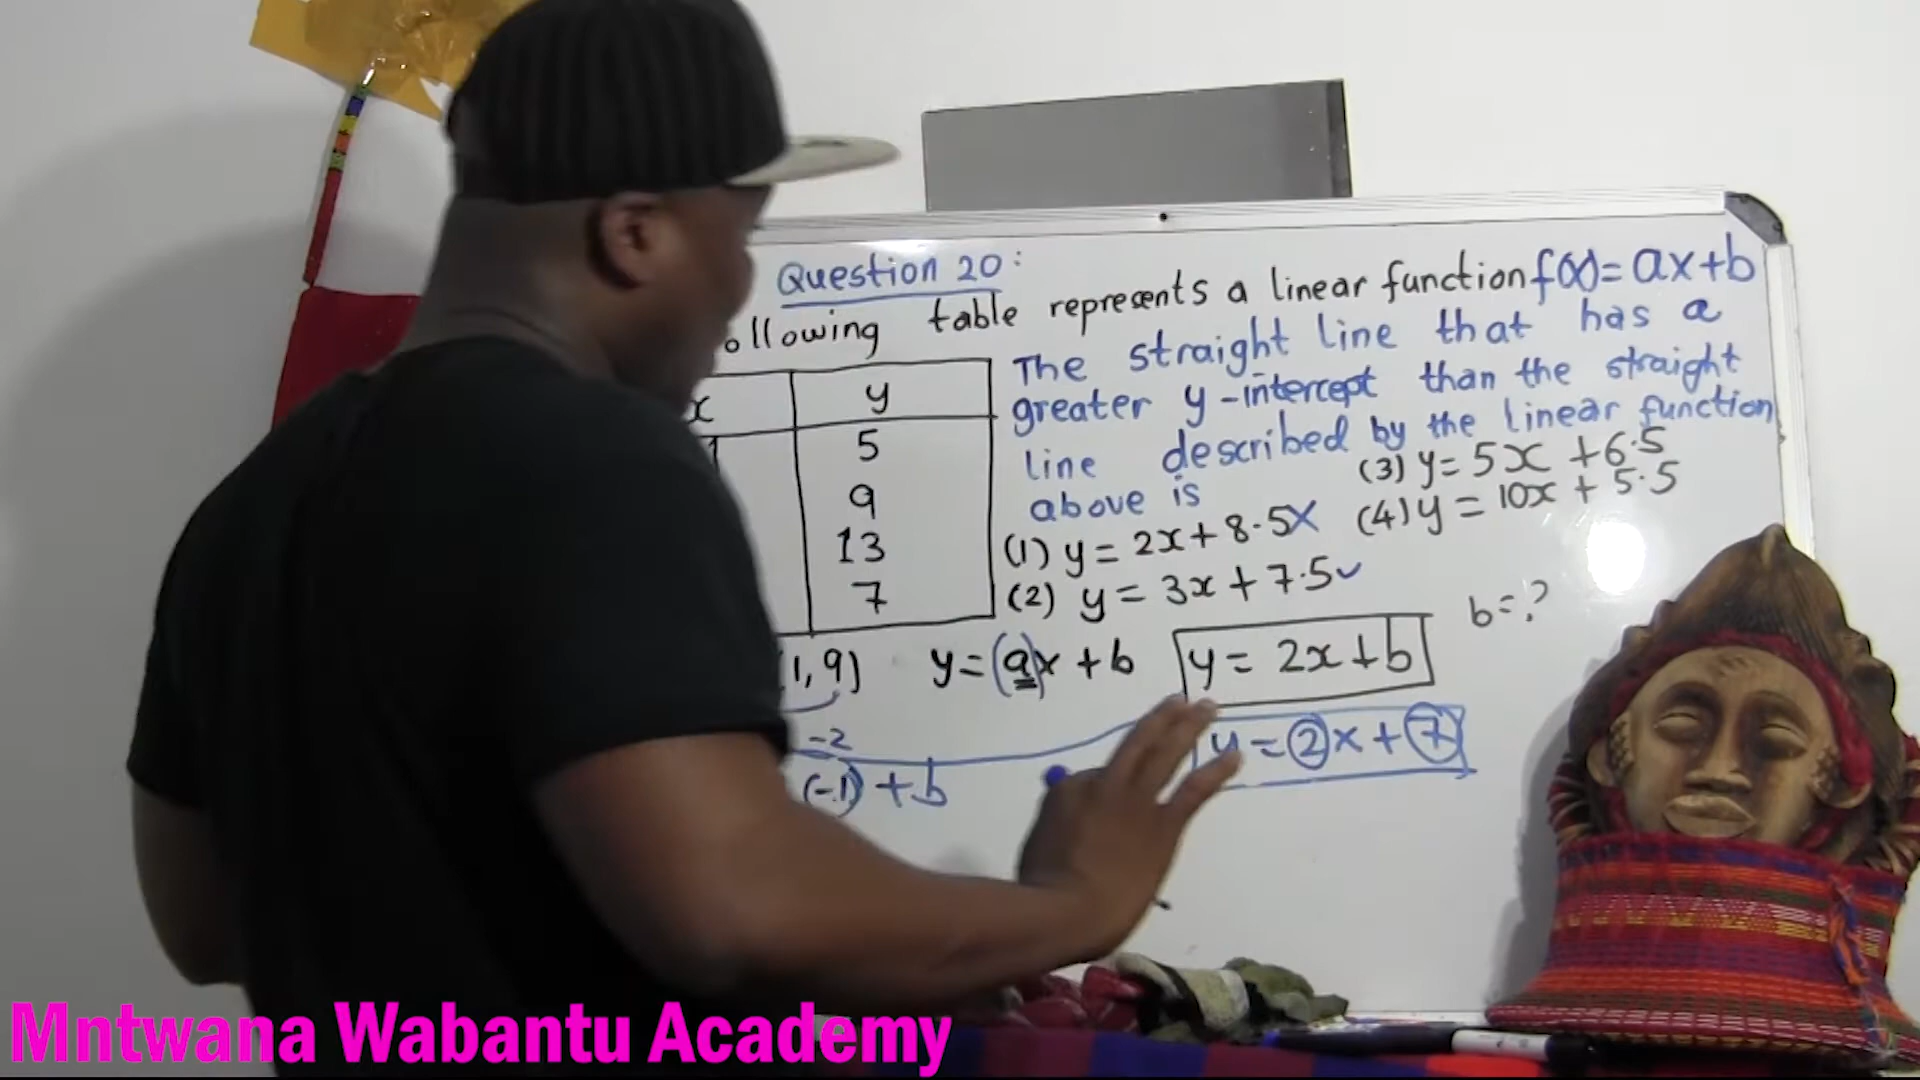 Question 20:
ollowing table represents a linear function f(x)= ax+b
The straight line that has a
greater y-intercept than the straight
line described by the linear function
above is
(1) y= 2x+8.5X
(2) y= 3x+7.5✓
(3) y= 5x +6.5
(4) y= 10x + 5.5
x y
5
9
13
7
1,9) y=(a)x +b y= 2x+b b=?
-2
(-1) +b
y=2x+7
Mntwana Wabantu Academy